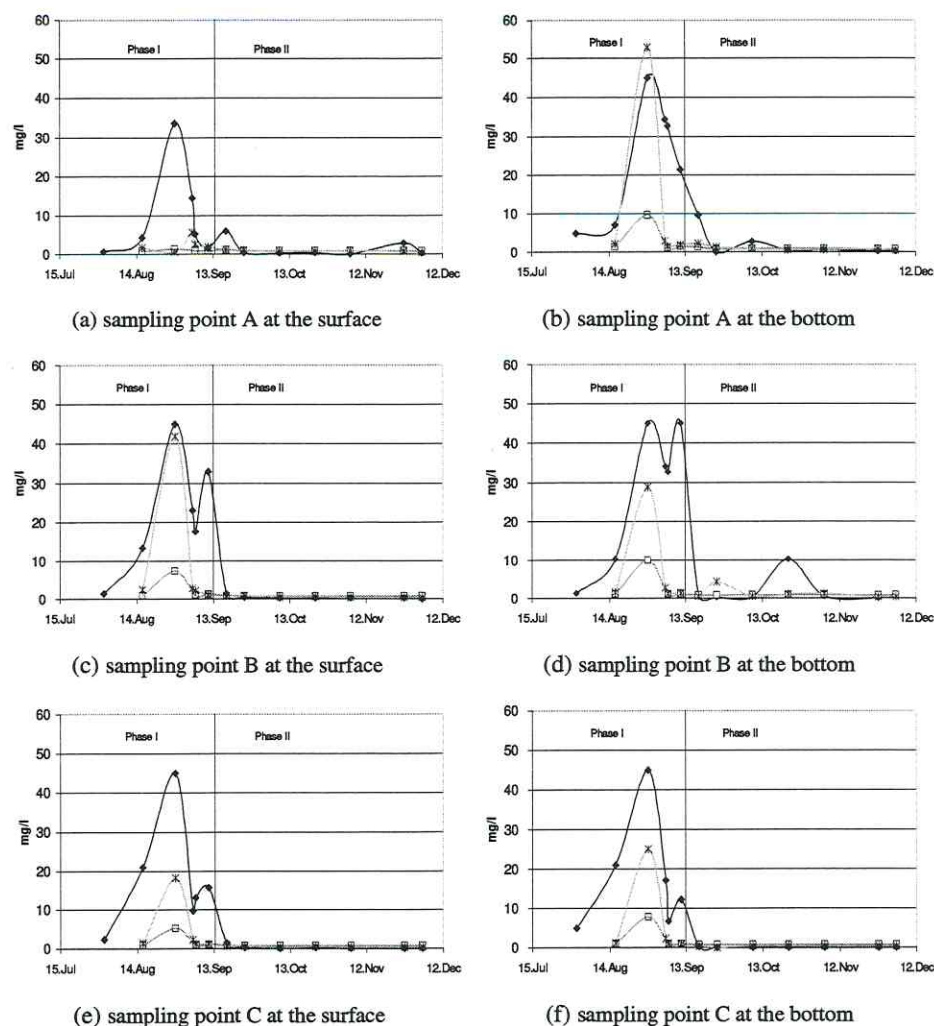 60
50
40
30
20
10
0
mg/l
Phase I
Phase II
15.Jul 14.Aug 13.Sep 13.Oct 12.Nov 12.Dec
(a) sampling point A at the surface
60
50
40
30
20
10
0
mg/l
Phase I
Phase II
15.Jul 14.Aug 13.Sep 13.Oct 12.Nov 12.Dec
(b) sampling point A at the bottom
60
50
40
30
20
10
0
mg/l
Phase I
Phase II
15.Jul 14.Aug 13.Sep 13.Oct 12.Nov 12.Dec
(c) sampling point B at the surface
60
50
40
30
20
10
0
mg/l
Phase I
Phase II
15.Jul 14.Aug 13.Sep 13.Oct 12.Nov 12.Dec
(d) sampling point B at the bottom
60
50
40
30
20
10
0
mg/l
Phase I
Phase II
15.Jul 14.Aug 13.Sep 13.Oct 12.Nov 12.Dec
(e) sampling point C at the surface
60
50
40
30
20
10
0
mg/l
Phase I
Phase II
15.Jul 14.Aug 13.Sep 13.Oct 12.Nov 12.Dec
(f) sampling point C at the bottom